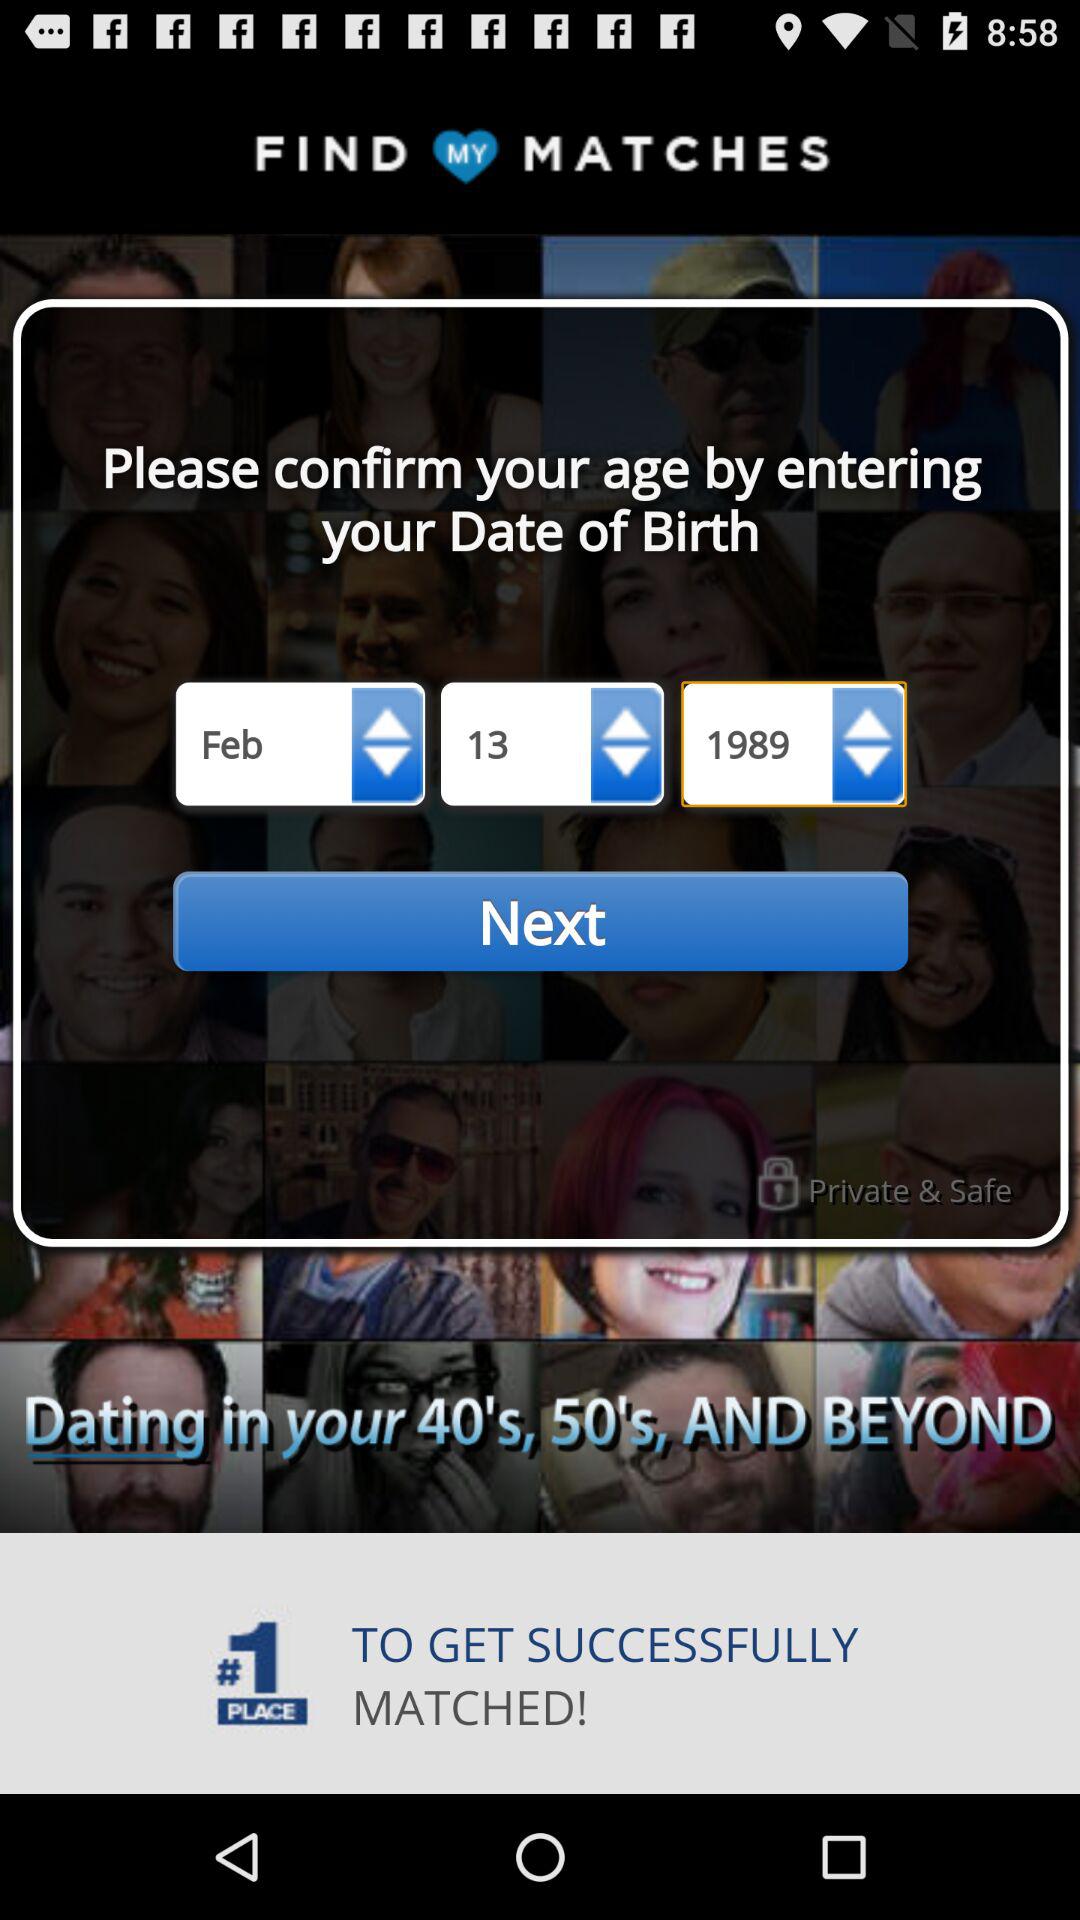 8:58
FIND MY MATCHES
Please confirm your age by entering
your Date of Birth
Feb 13 1989
Next
Private & Safe
Dating in your 40's, 50's, AND BEYOND
#1 PLACE
TO GET SUCCESSFULLY
MATCHED!